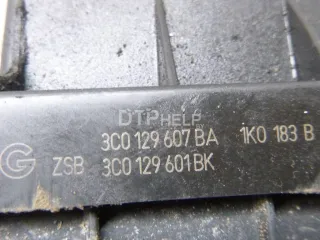 DTPHELP
3C0 129 607 BA 1K0 183 B
G ZSB 3C0 129 601 BK